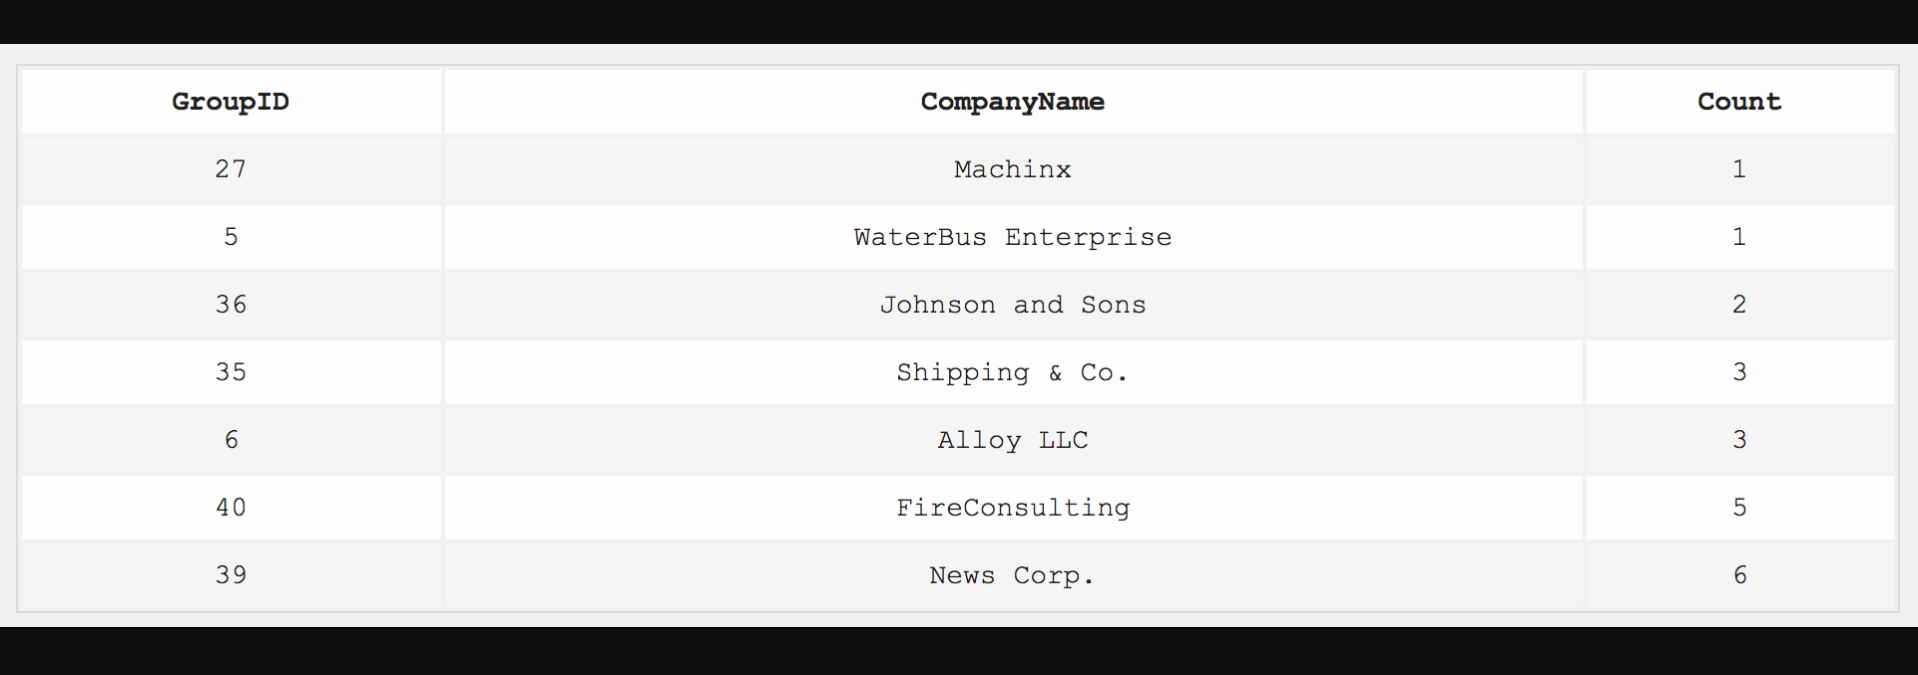 GroupID CompanyName Count
27 Machinx 1
5 WaterBus Enterprise 1
36 Johnson and Sons 2
35 Shipping & Co. 3
6 Alloy LLC 3
40 FireConsulting 5
39 News Corp. 6